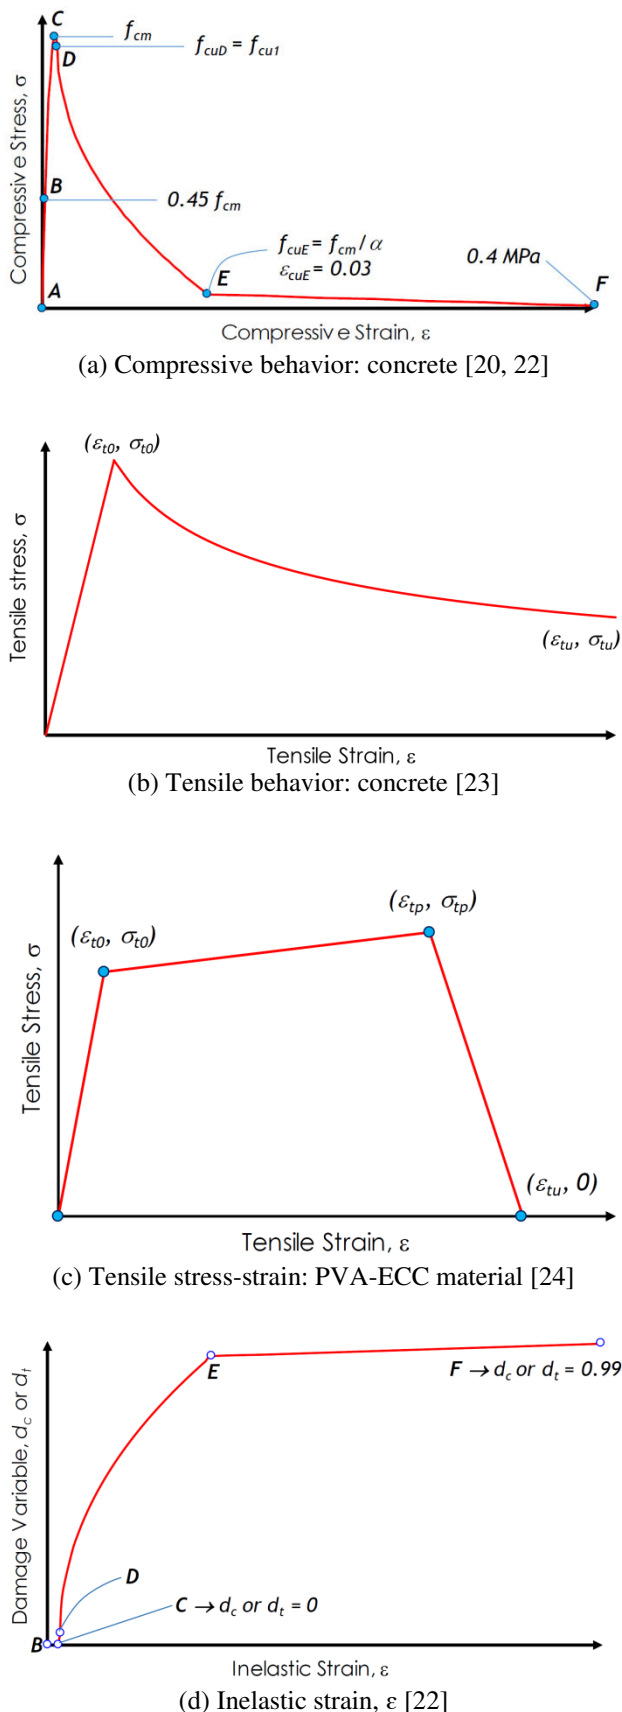 C
f_cm
f_cuD = f_cu1
D
Compressive Stress, σ
B
0.45 f_cm
f_cuE = f_cm / α
ε_cuE = 0.03
0.4 MPa
A
E
F
Compressive Strain, ε
(a) Compressive behavior: concrete [20, 22]
(ε_t0, σ_t0)
Tensile stress, σ
(ε_tu, σ_tu)
Tensile Strain, ε
(b) Tensile behavior: concrete [23]
(ε_tp, σ_tp)
(ε_t0, σ_t0)
Tensile Stress, σ
(ε_tu, 0)
Tensile Strain, ε
(c) Tensile stress-strain: PVA-ECC material [24]
Damage Variable, d_c or d_t
E
F → d_c or d_t = 0.99
D
C → d_c or d_t = 0
B
Inelastic Strain, ε
(d) Inelastic strain, ε [22]